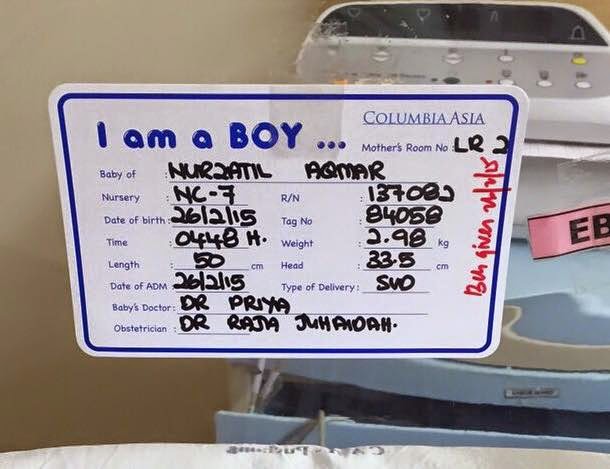 COLUMBIA ASIA
I am a BOY ...
Mother's Room No : LR 2
Baby of : NURZATIL AQMAR
Nursery : NC-7 R/N : 137082
Date of birth : 26/2/15 Tag No : 84058
Time : 0448 H. Weight : 2.98 kg
Length : 50 cm Head : 33.5 cm
Date of ADM : 26/2/15 Type of Delivery : SVD
Baby's Doctor : DR PRIYA
Obstetrician : DR RAJA JUHAIDAH.
given
EB